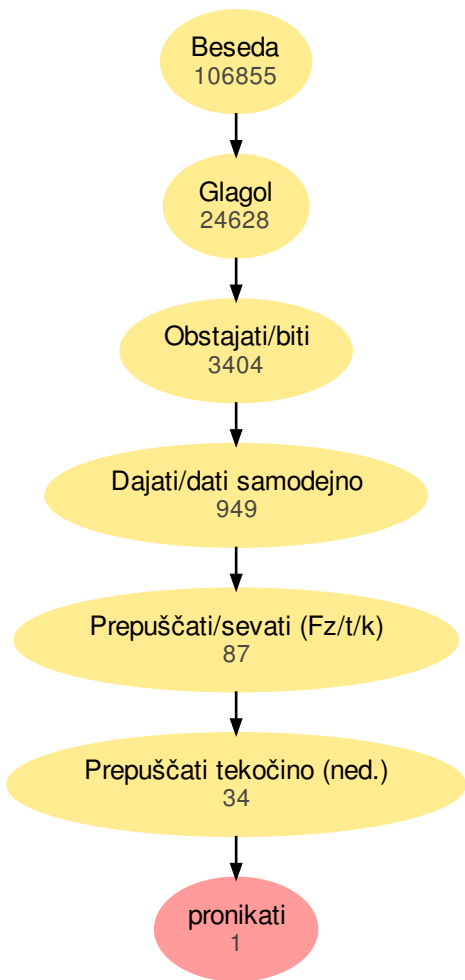 Beseda
106855
Glagol
24628
Obstajati/biti
3404
Dajati/dati samodejno
949
Prepuščati/sevati (Fz/t/k)
87
Prepuščati tekočino (ned.)
34
pronikati
1